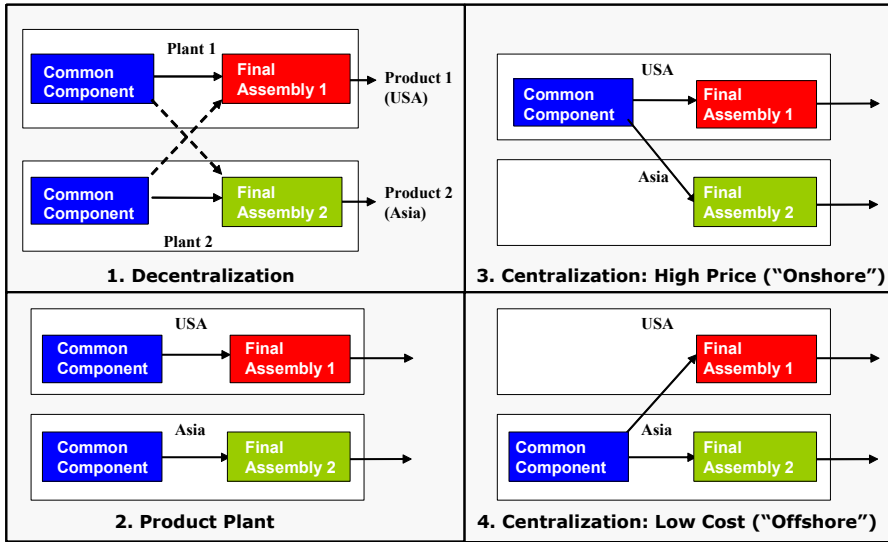 Plant 1
Common
Component
Final
Assembly 1
Product 1
(USA)
Common
Component
Final
Assembly 2
Product 2
(Asia)
Plant 2
1. Decentralization
USA
Common
Component
Final
Assembly 1
Asia
Final
Assembly 2
3. Centralization: High Price (“Onshore”)
USA
Common
Component
Final
Assembly 1
Asia
Common
Component
Final
Assembly 2
2. Product Plant
USA
Final
Assembly 1
Asia
Common
Component
Final
Assembly 2
4. Centralization: Low Cost (“Offshore”)